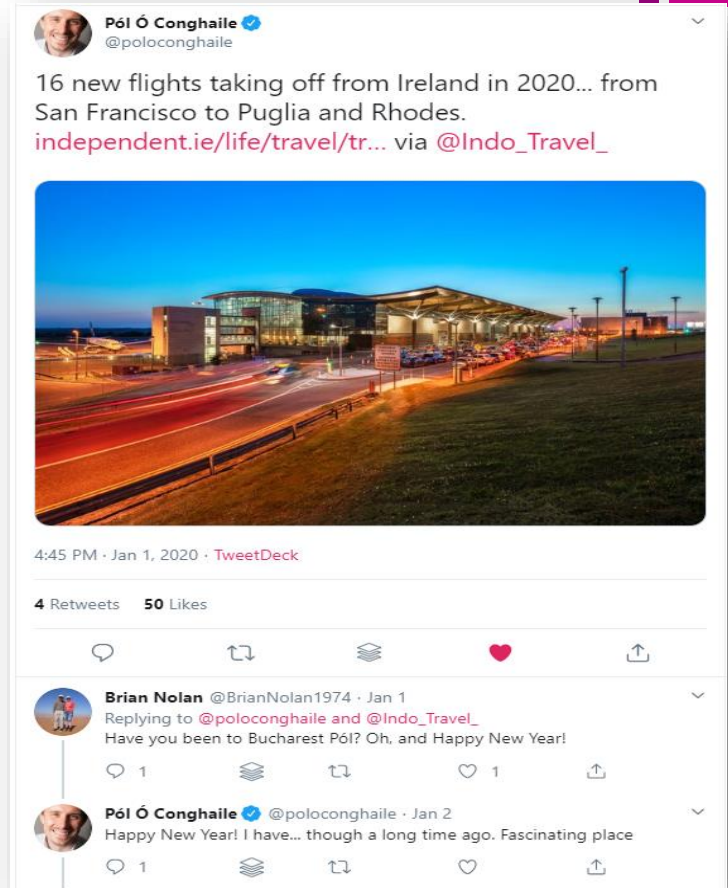 Pól Ó Conghaile
@poloconghaile
16 new flights taking off from Ireland in 2020... from
San Francisco to Puglia and Rhodes.
independent.ie/life/travel/tr... via @Indo_Travel_
4:45 PM · Jan 1, 2020 · TweetDeck
4 Retweets 50 Likes
Brian Nolan @BrianNolan1974 · Jan 1
Replying to @poloconghaile and @Indo_Travel_
Have you been to Bucharest Pól? Oh, and Happy New Year!
1 1
Pól Ó Conghaile @poloconghaile · Jan 2
Happy New Year! I have... though a long time ago. Fascinating place
1